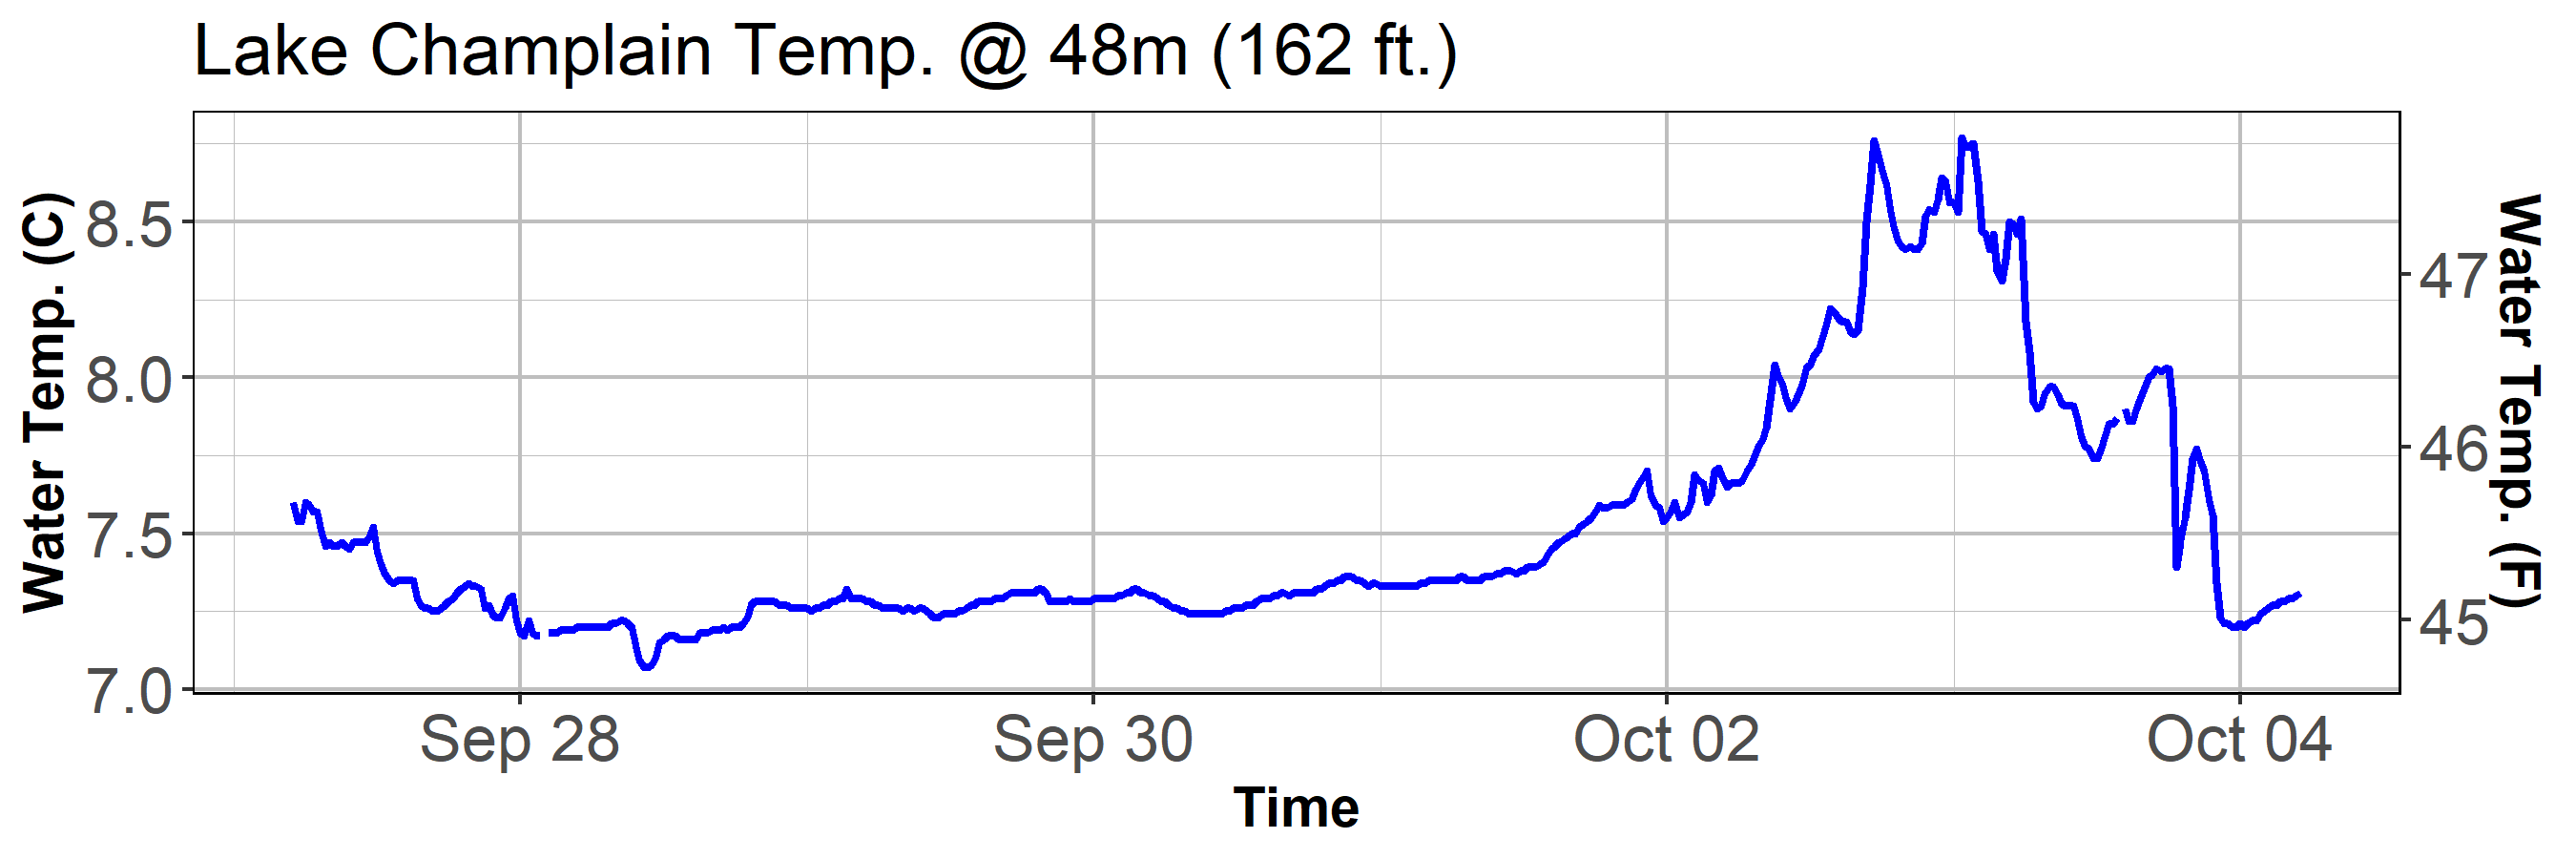 Lake Champlain Temp. @ 48m (162 ft.)
Water Temp. (C)
8.5
8.0
7.5
7.0
47
46
45
Water Temp. (F)
Sep 28 Sep 30 Oct 02 Oct 04
Time